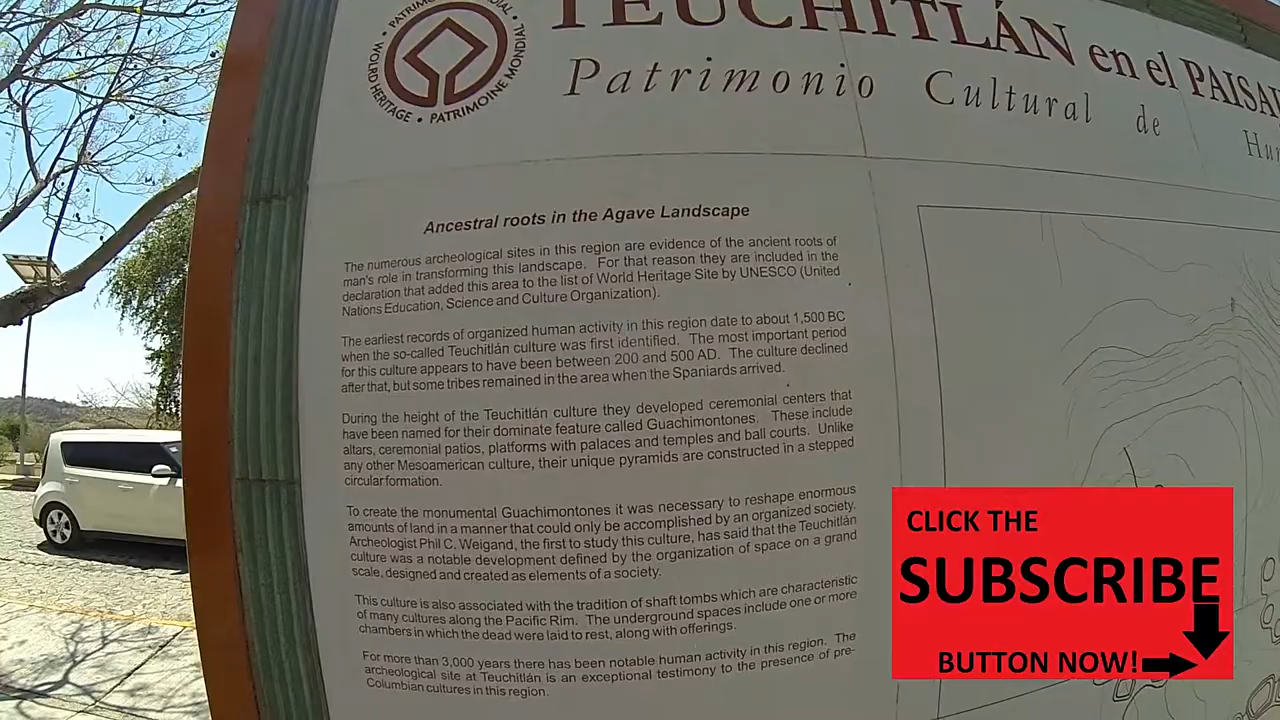 PATRIMONIO MUNDIAL • WORLD HERITAGE • PATRIMOINE MONDIAL
TEUCHITLÁN en el PAISA
Patrimonio Cultural de Hu
Ancestral roots in the Agave Landscape
The numerous archeological sites in this region are evidence of the ancient roots of
man's role in transforming this landscape. For that reason they are included in the
declaration that added this area to the list of World Heritage Site by UNESCO (United
Nations Education, Science and Culture Organization).
The earliest records of organized human activity in this region date to about 1,500 BC
when the so-called Teuchitlán culture was first identified. The most important period
for this culture appears to have been between 200 and 500 AD. The culture declined
after that, but some tribes remained in the area when the Spaniards arrived.
During the height of the Teuchitlán culture they developed ceremonial centers that
have been named for their dominate feature called Guachimontones. These include
altars, ceremonial patios, platforms with palaces and temples and ball courts. Unlike
any other Mesoamerican culture, their unique pyramids are constructed in a stepped
circular formation.
To create the monumental Guachimontones it was necessary to reshape enormous
amounts of land in a manner that could only be accomplished by an organized society.
Archeologist Phil C. Weigand, the first to study this culture, has said that the Teuchitlán
culture was a notable development defined by the organization of space on a grand
scale, designed and created as elements of a society.
This culture is also associated with the tradition of shaft tombs which are characteristic
of many cultures along the Pacific Rim. The underground spaces include one or more
chambers in which the dead were laid to rest, along with offerings.
For more than 3,000 years there has been notable human activity in this region. The
archeological site at Teuchitlán is an exceptional testimony to the presence of pre-
Columbian cultures in this region.
CLICK THE
SUBSCRIBE
BUTTON NOW!